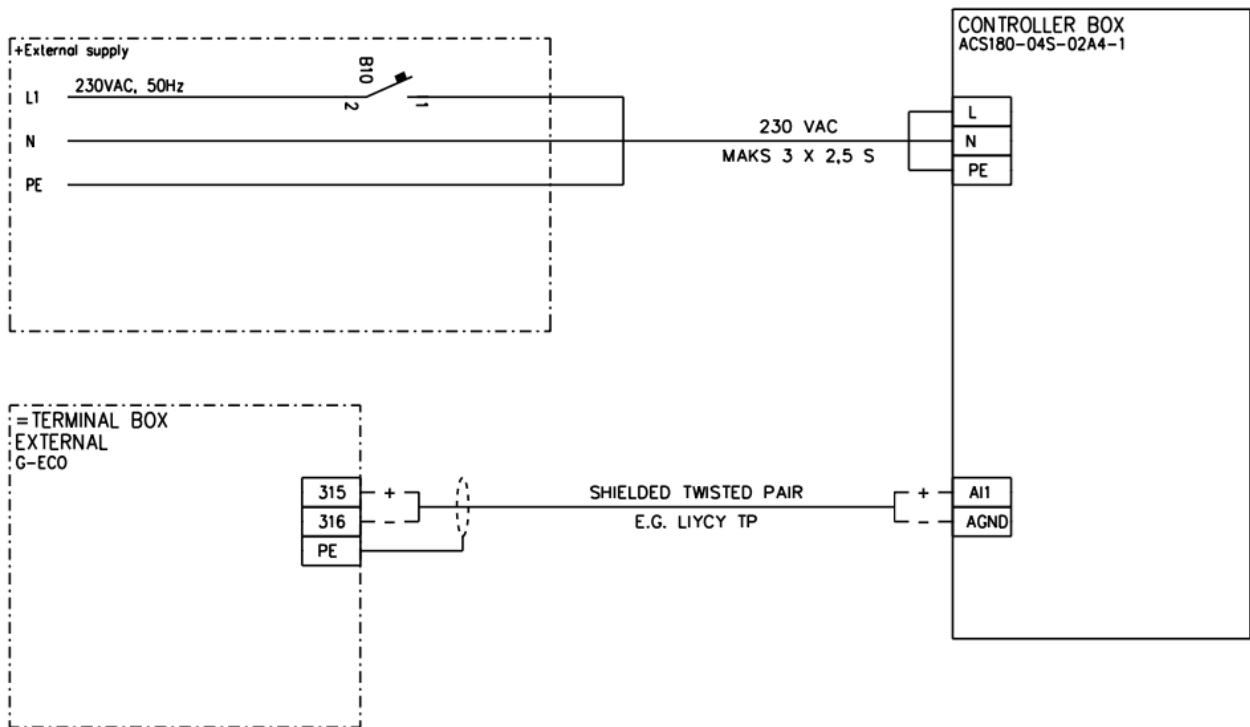 +External supply
L1
230VAC, 50Hz
B10
2
1
N
PE
230 VAC
MAKS 3 X 2,5 S
CONTROLLER BOX
ACS180-04S-02A4-1
L
N
PE
=TERMINAL BOX
EXTERNAL
G-ECO
315
+
316
-
PE
SHIELDED TWISTED PAIR
E.G. LIYCY TP
+
AI1
-
AGND